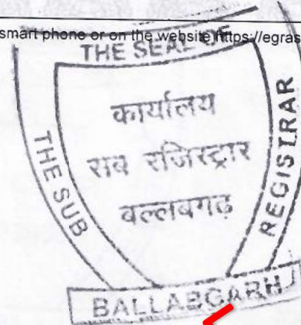 smart phone or on the website https://egras
THE SEAL OF
THE SUB
REGISTRAR
कार्यालय
सब रजिस्ट्रार
वल्लबगढ़
BALLABGARH